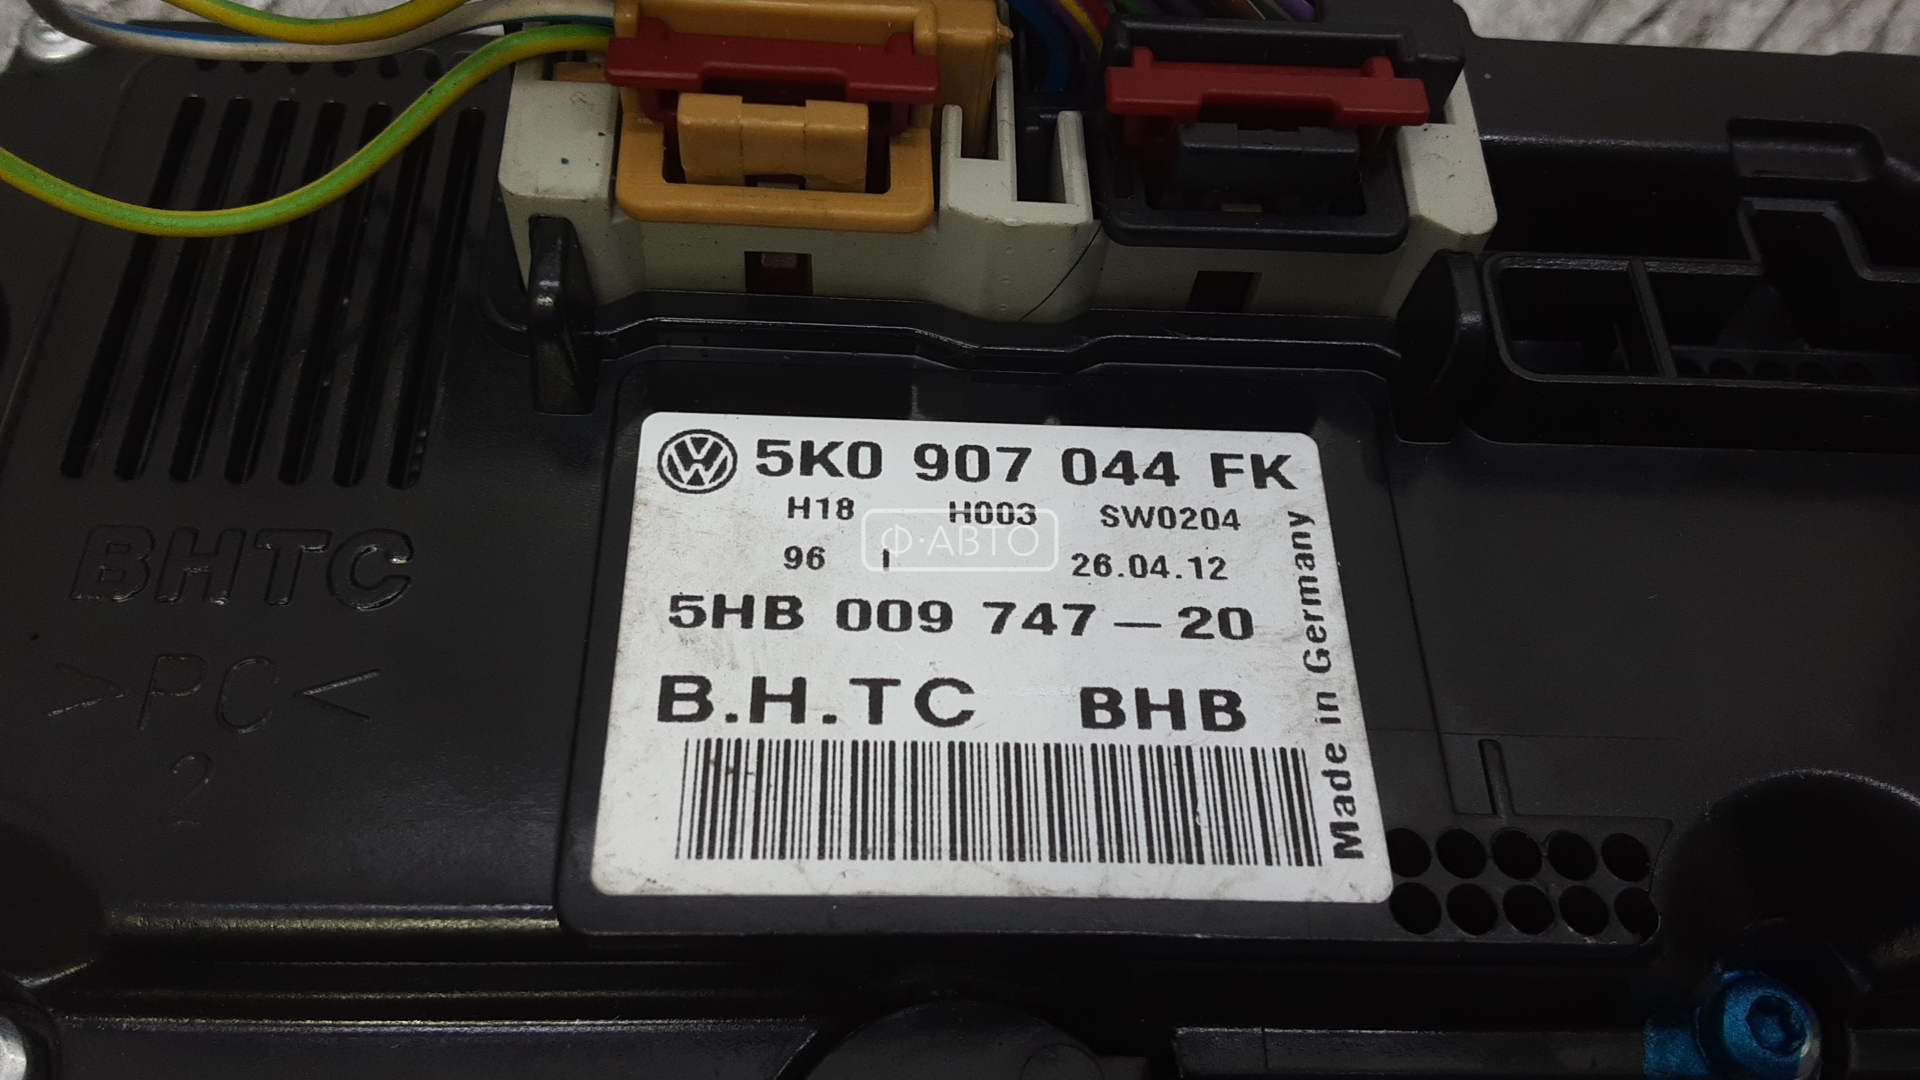 5K0 907 044 FK
H18 H003 SW0204
96 I 26.04.12
5HB 009 747 – 20
B.H.TC BHB
Made in Germany
Ф·АВТО
BHTC
>PC<
2